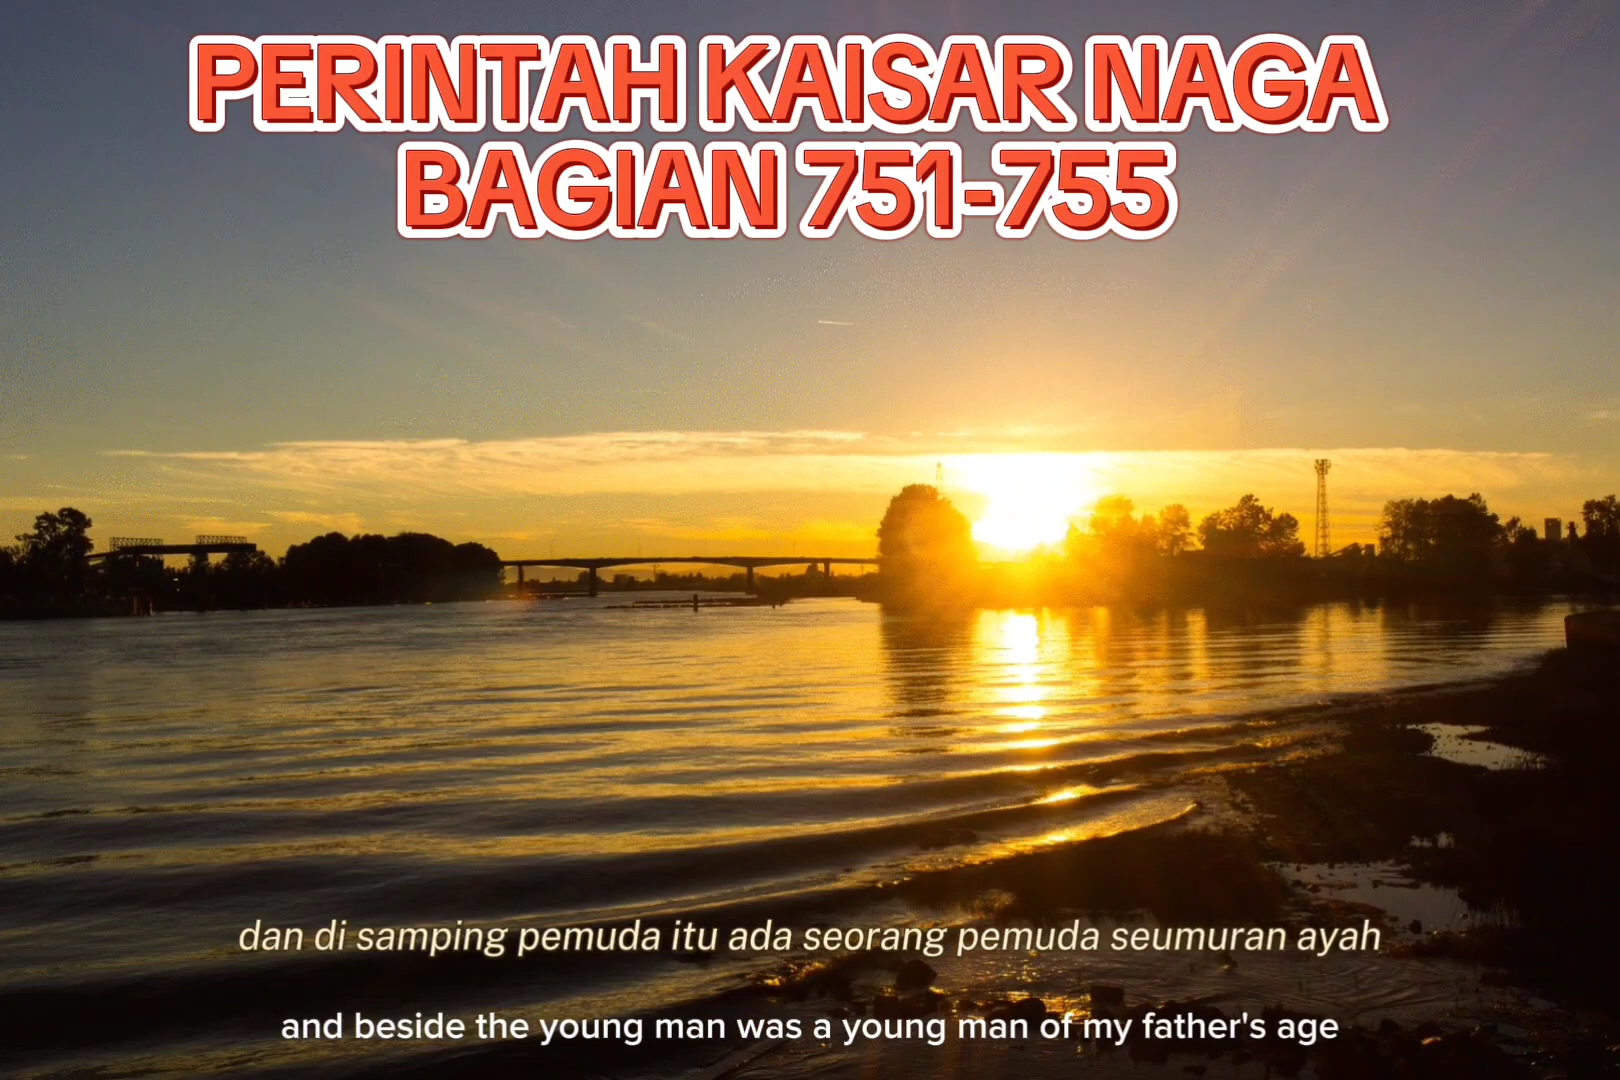 PERINTAH KAISAR NAGA
BAGIAN 751-755
dan di samping pemuda itu ada seorang pemuda seumuran ayah
and beside the young man was a young man of my father's age